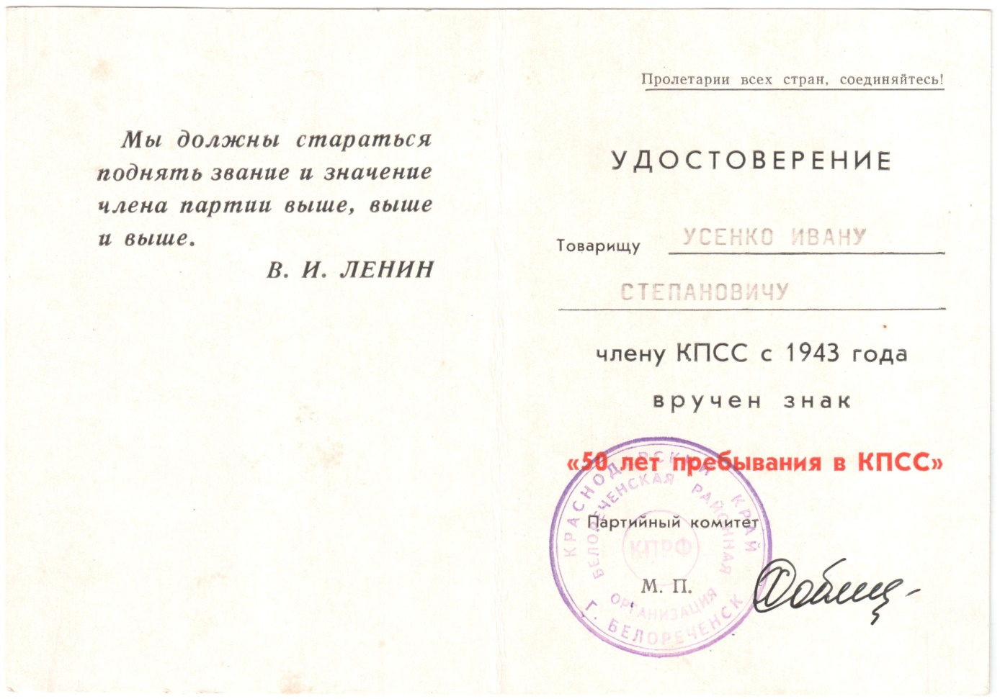 Мы должны стараться
поднять звание и значение
члена партии выше, выше
и выше.
В. И. ЛЕНИН
Пролетарии всех стран, соединяйтесь!
УДОСТОВЕРЕНИЕ
Товарищу УСЕНКО ИВАНУ
СТЕПАНОВИЧУ
члену КПСС с 1943 года
вручен знак
«50 лет пребывания в КПСС»
Партийный комитет
М. П.
КРАСНОДАРСКИЙ КРАЙ
Г. БЕЛОРЕЧЕНСК
БЕЛОРЕЧЕНСКАЯ РАЙОННАЯ
ОРГАНИЗАЦИЯ
КПРФ